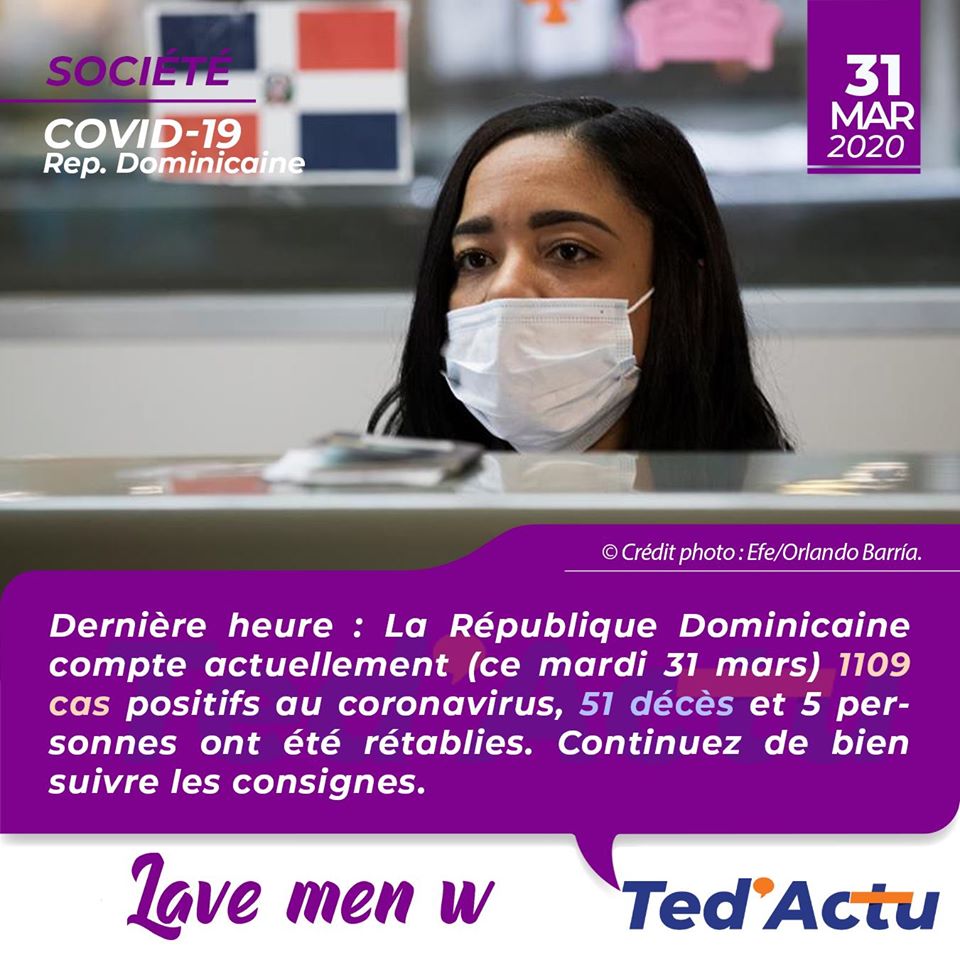 SOCIÉTÉ
COVID-19
Rep. Dominicaine
31
MAR
2020
© Crédit photo : Efe/Orlando Barría.
Dernière heure : La République Dominicaine
compte actuellement (ce mardi 31 mars) 1109
cas positifs au coronavirus, 51 décès et 5 per-
sonnes ont été rétablies. Continuez de bien
suivre les consignes.
Lave men w
Ted'Actu